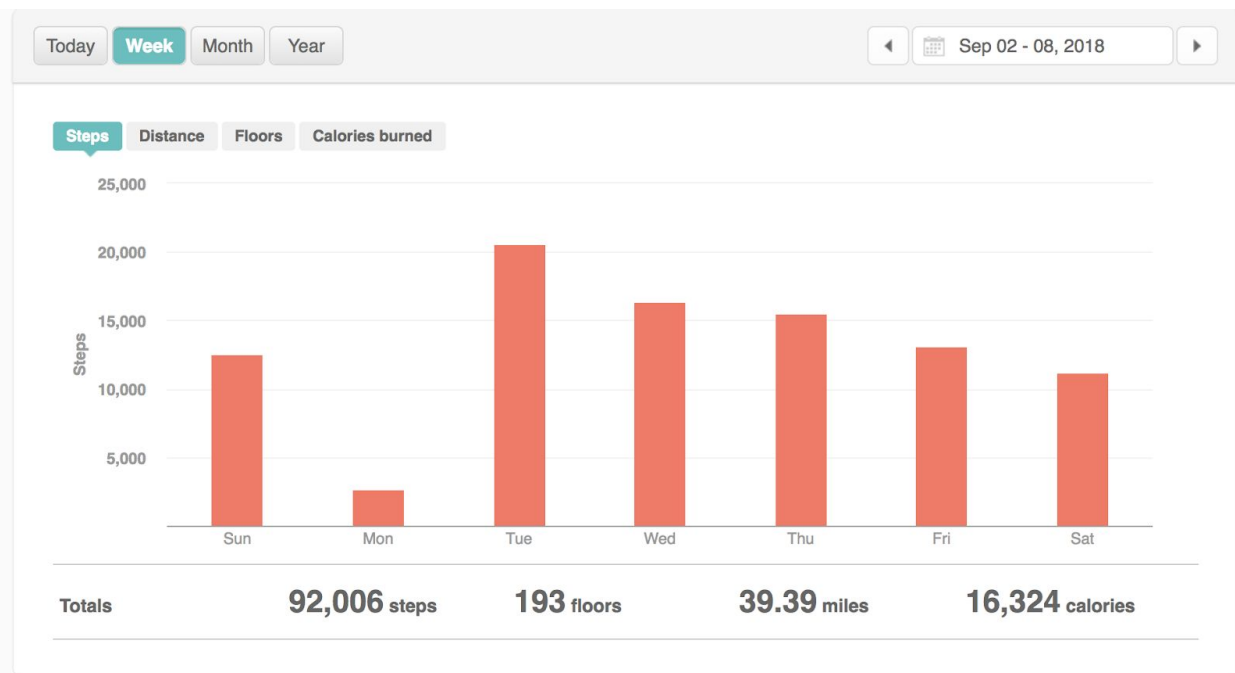 Today Week Month Year Sep 02 - 08, 2018
Steps Distance Floors Calories burned
25,000
20,000
15,000
10,000
5,000
Steps
Sun Mon Tue Wed Thu Fri Sat
Totals 92,006 steps 193 floors 39.39 miles 16,324 calories